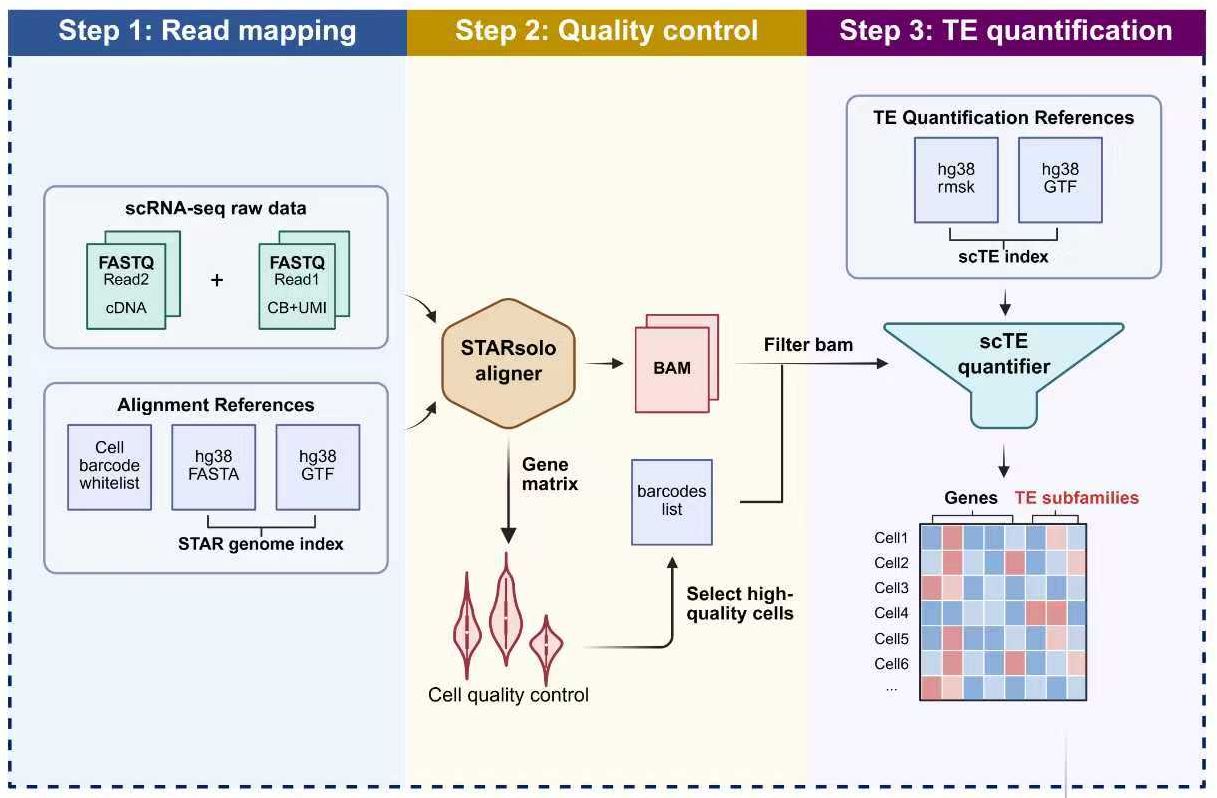 Step 1: Read mapping
Step 2: Quality control
Step 3: TE quantification
scRNA-seq raw data
FASTQ
Read2
cDNA
+
FASTQ
Read1
CB+UMI
Alignment References
Cell
barcode
whitelist
hg38
FASTA
hg38
GTF
STAR genome index
STARsolo
aligner
BAM
Gene
matrix
barcodes
list
Select high-
quality cells
Cell quality control
Filter bam
TE Quantification References
hg38
rmsk
hg38
GTF
scTE index
scTE
quantifier
Genes
TE subfamilies
Cell1
Cell2
Cell3
Cell4
Cell5
Cell6
...